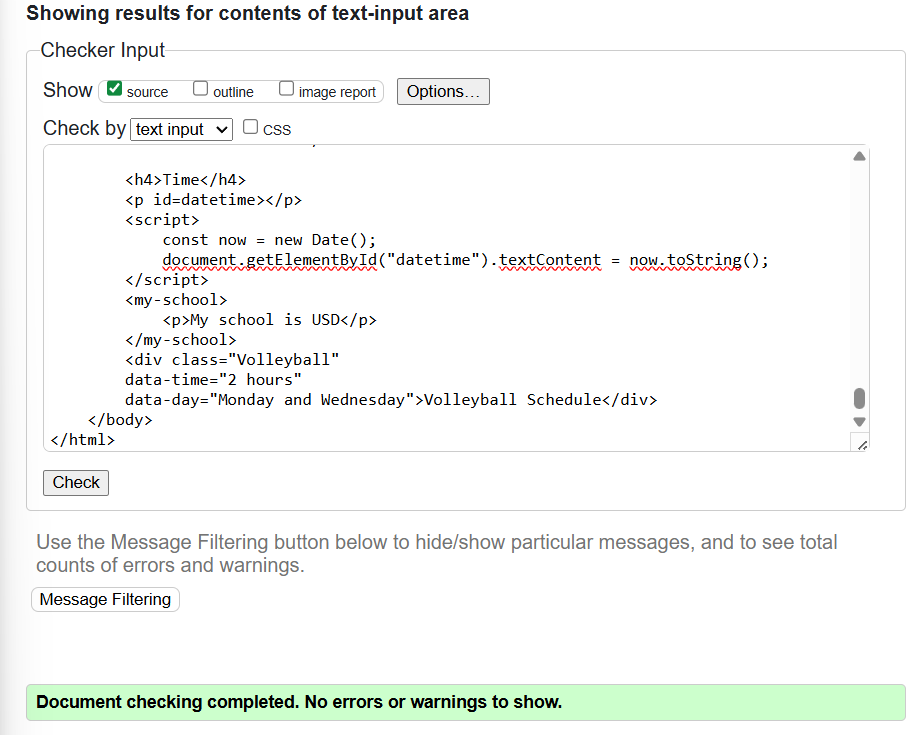 Showing results for contents of text-input area
Checker Input
Show source outline image report Options...
Check by text input CSS
<h4>Time</h4>
<p id=datetime></p>
<script>
const now = new Date();
document.getElementById("datetime").textContent = now.toString();
</script>
<my-school>
<p>My school is USD</p>
</my-school>
<div class="Volleyball"
data-time="2 hours"
data-day="Monday and Wednesday">Volleyball Schedule</div>
</body>
</html>
Check
Use the Message Filtering button below to hide/show particular messages, and to see total
counts of errors and warnings.
Message Filtering
Document checking completed. No errors or warnings to show.